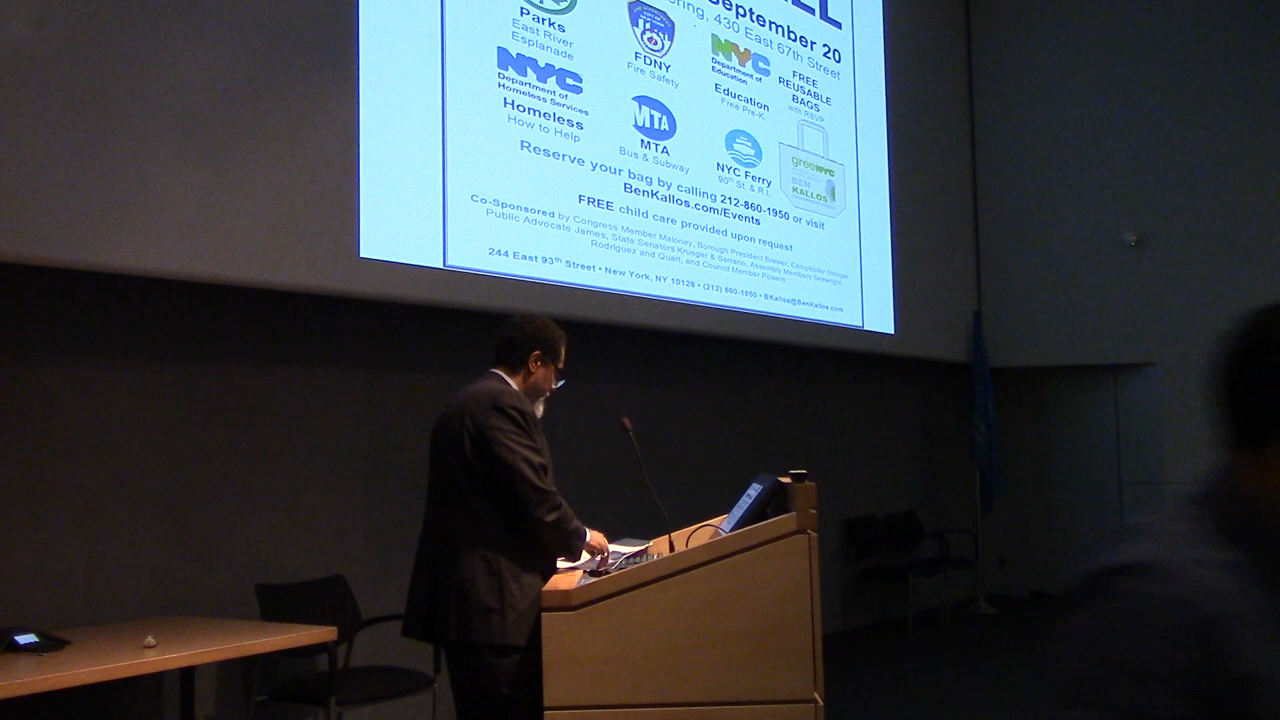 September 20
430 East 67th Street
Parks
East River
Esplanade
FDNY
Fire Safety
NYC
Department of
Education
Education
Free Pre-K
FREE
REUSABLE
BAGS
with RSVP
NYC
Department of
Homeless Services
Homeless
How to Help
MTA
MTA
Bus & Subway
NYC Ferry
90th St. & R.I.
greeNYC
BEN
KALLOS
Reserve your bag by calling 212-860-1950 or visit
BenKallos.com/Events
FREE child care provided upon request
Co-Sponsored by Congress Member Maloney, Borough President Brewer, Comptroller Stringer
Public Advocate James, State Senators Krueger & Serrano, Assembly Members Seawright,
Rodriguez and Quart, and Council Member Powers
244 East 93th Street • New York, NY 10128 • (212) 860-1950 • BKallos@BenKallos.com